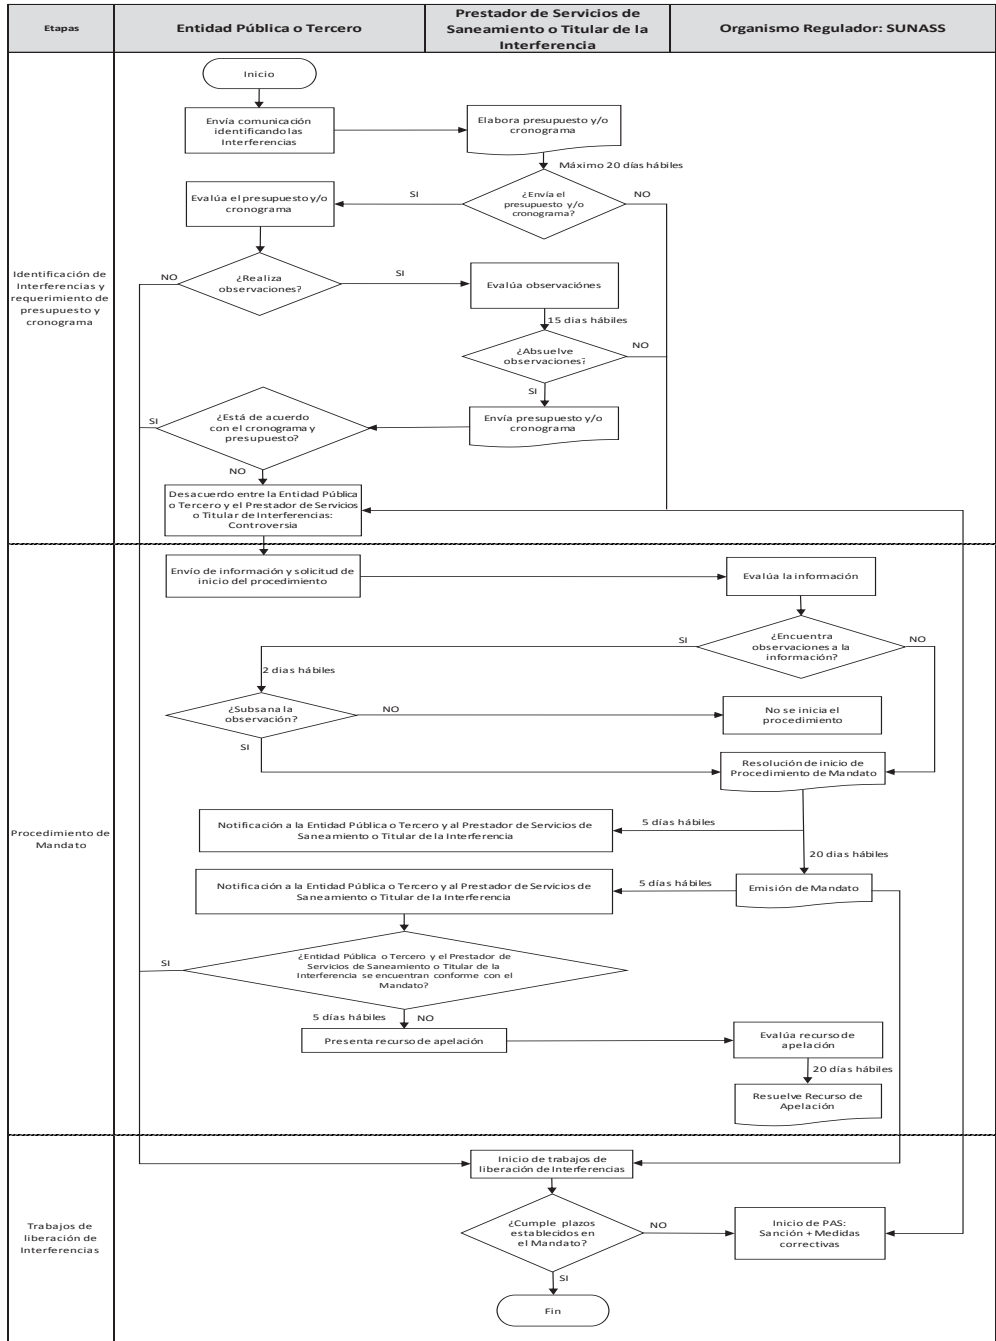 Etapas
Entidad Pública o Tercero
Prestador de Servicios de
Saneamiento o Titular de la
Interferencia
Organismo Regulador: SUNASS
Inicio
Envía comunicación
identificando las
Interferencias
Elabora presupuesto y/o
cronograma
Máximo 20 días hábiles
¿Envía el
presupuesto y/o
cronograma?
SI
NO
Evalúa el presupuesto y/o
cronograma
Identificación de
Interferencias y
requerimiento de
presupuesto y
cronograma
¿Realiza
observaciones?
NO
SI
Evalúa observaciónes
15 dias hábiles
¿Absuelve
observaciones?
NO
SI
Envía presupuesto y/o
cronograma
¿Está de acuerdo
con el cronograma y
presupuesto?
SI
NO
Desacuerdo entre la Entidad Pública
o Tercero y el Prestador de Servicios
o Titular de Interferencias:
Controversia
Envío de información y solicitud de
inicio del procedimiento
Evalúa la información
¿Encuentra
observaciones a la
información?
SI
NO
2 dias hábiles
¿Subsana la
observación?
NO
SI
No se inicia el
procedimiento
Resolución de inicio de
Procedimiento de Mandato
Procedimiento de
Mandato
Notificación a la Entidad Pública o Tercero y al Prestador de Servicios de
Saneamiento o Titular de la Interferencia
5 días hábiles
20 dias hábiles
Notificación a la Entidad Pública o Tercero y al Prestador de Servicios de
Saneamiento o Titular de la Interferencia
5 días hábiles
Emisión de Mandato
¿Entidad Pública o Tercero y el Prestador de
Servicios de Saneamiento o Titular de la
Interferencia se encuentran conforme con el
Mandato?
SI
5 días hábiles
NO
Presenta recurso de apelación
Evalúa recurso de
apelación
20 días hábiles
Resuelve Recurso de
Apelación
Trabajos de
liberación de
Interferencias
Inicio de trabajos de
liberación de Interferencias
¿Cumple plazos
establecidos en
el Mandato?
NO
SI
Inicio de PAS:
Sanción + Medidas
correctivas
Fin